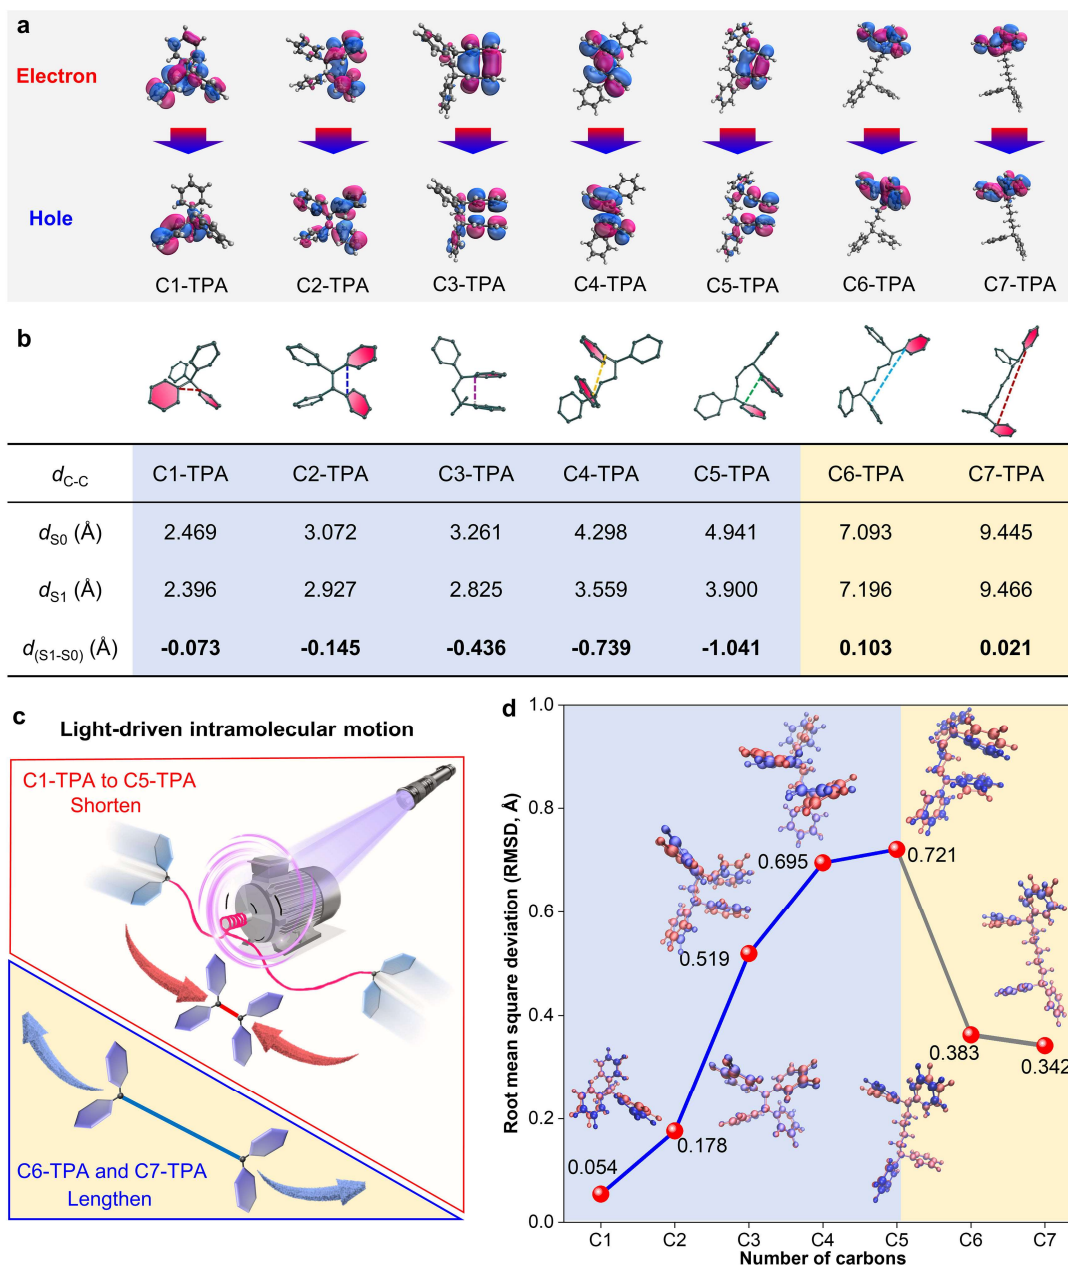 a
Electron
Hole
C1-TPA C2-TPA C3-TPA C4-TPA C5-TPA C6-TPA C7-TPA
b
dC-C C1-TPA C2-TPA C3-TPA C4-TPA C5-TPA C6-TPA C7-TPA
dS0 (Å) 2.469 3.072 3.261 4.298 4.941 7.093 9.445
dS1 (Å) 2.396 2.927 2.825 3.559 3.900 7.196 9.466
d(S1-S0) (Å) -0.073 -0.145 -0.436 -0.739 -1.041 0.103 0.021
c
Light-driven intramolecular motion
C1-TPA to C5-TPA
Shorten
C6-TPA and C7-TPA
Lengthen
d
Root mean square deviation (RMSD, Å)
1.0
0.8
0.6
0.4
0.2
0.0
0.054
0.178
0.519
0.695
0.721
0.383
0.342
C1 C2 C3 C4 C5 C6 C7
Number of carbons